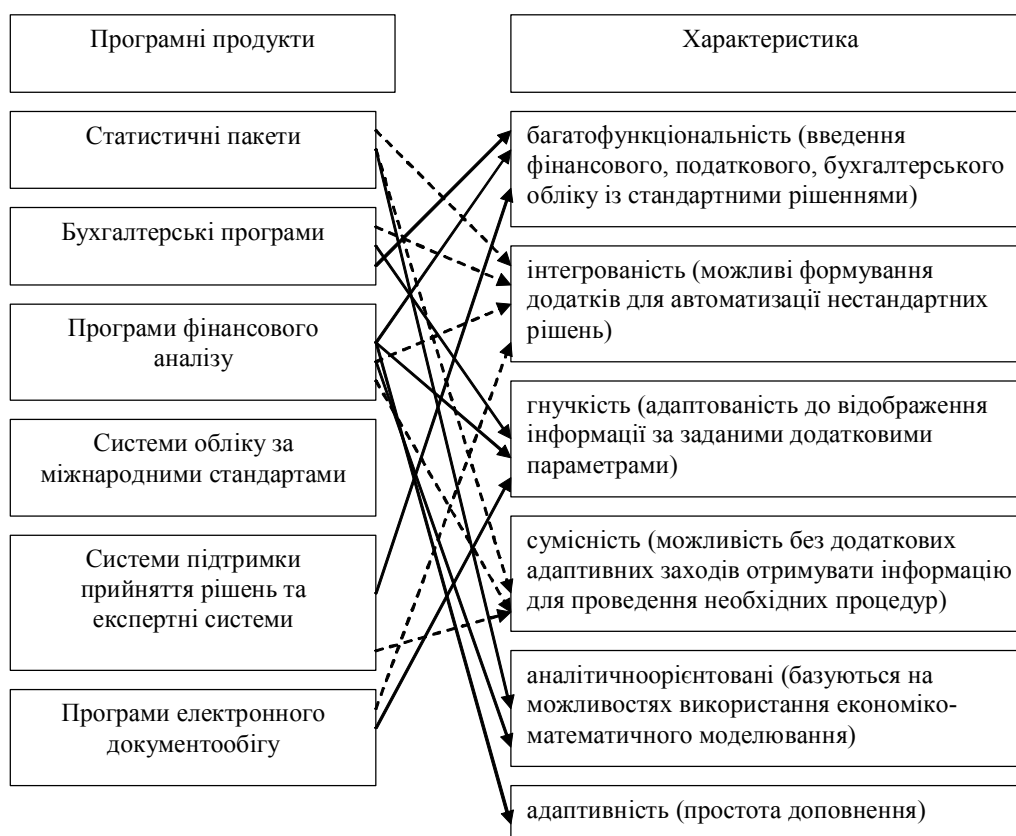 Програмні продукти
Статистичні пакети
Бухгалтерські програми
Програми фінансового
аналізу
Системи обліку за
міжнародними стандартами
Системи підтримки
прийняття рішень та
експертні системи
Програми електронного
документообігу
Характеристика
багатофункціональність (введення
фінансового, податкового, бухгалтерського
обліку із стандартними рішеннями)
інтегрованість (можливі формування
додатків для автоматизації нестандартних
рішень)
гнучкість (адаптованість до відображення
інформації за заданими додатковими
параметрами)
сумісність (можливість без додаткових
адаптивних заходів отримувати інформацію
для проведення необхідних процедур)
аналітичноорієнтовані (базуються на
можливостях використання економіко-
математичного моделювання)
адаптивність (простота доповнення)